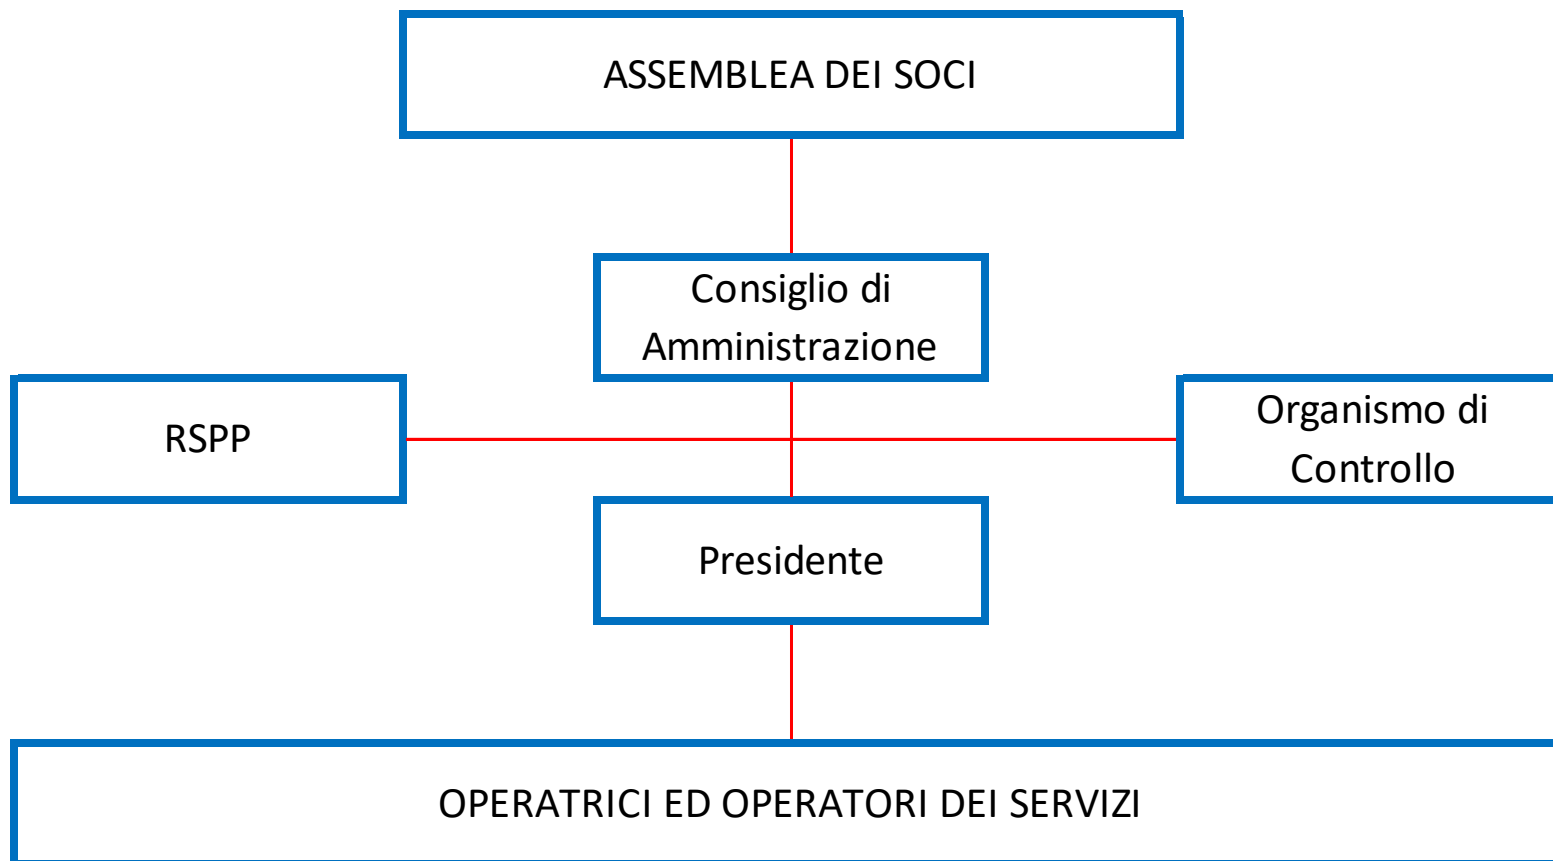 ASSEMBLEA DEI SOCI
Consiglio di
Amministrazione
RSPP
Organismo di
Controllo
Presidente
OPERATRICI ED OPERATORI DEI SERVIZI